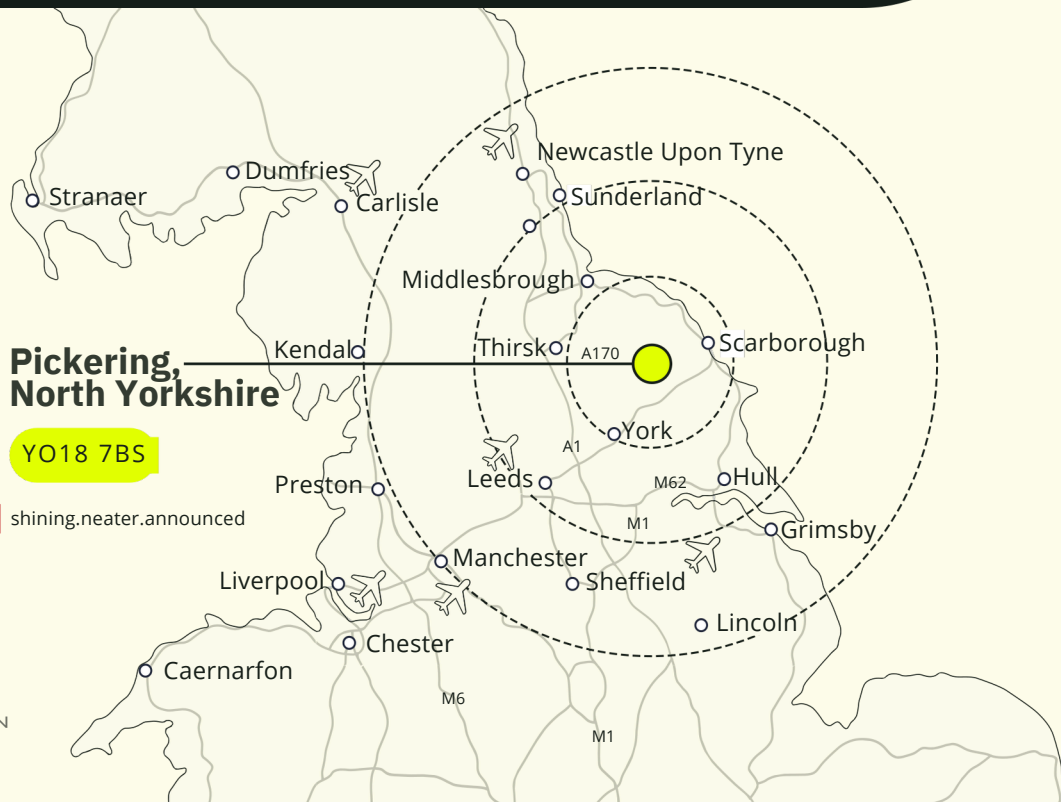 Newcastle Upon Tyne
Dumfries
Stranaer
Carlisle
Sunderland
Middlesbrough
Scarborough
Kendal
Thirsk
A170
Pickering,
North Yorkshire
York
A1
YO18 7BS
Leeds
M62
Hull
Preston
shining.neater.announced
M1
Grimsby
Manchester
Liverpool
Sheffield
Lincoln
Chester
Caernarfon
M6
N
M1